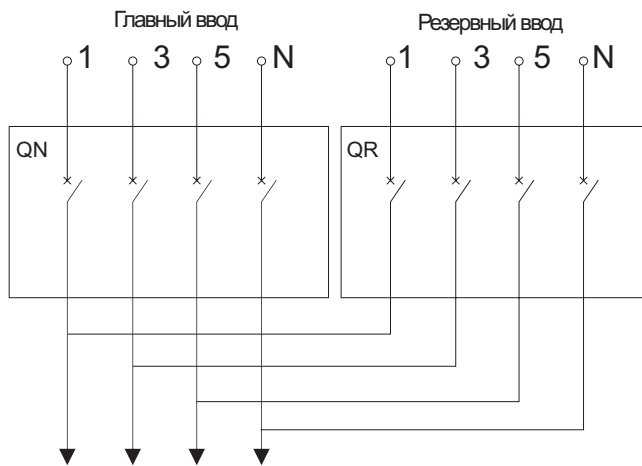 Главный ввод
Резервный ввод
1 3 5 N
1 3 5 N
QN
QR